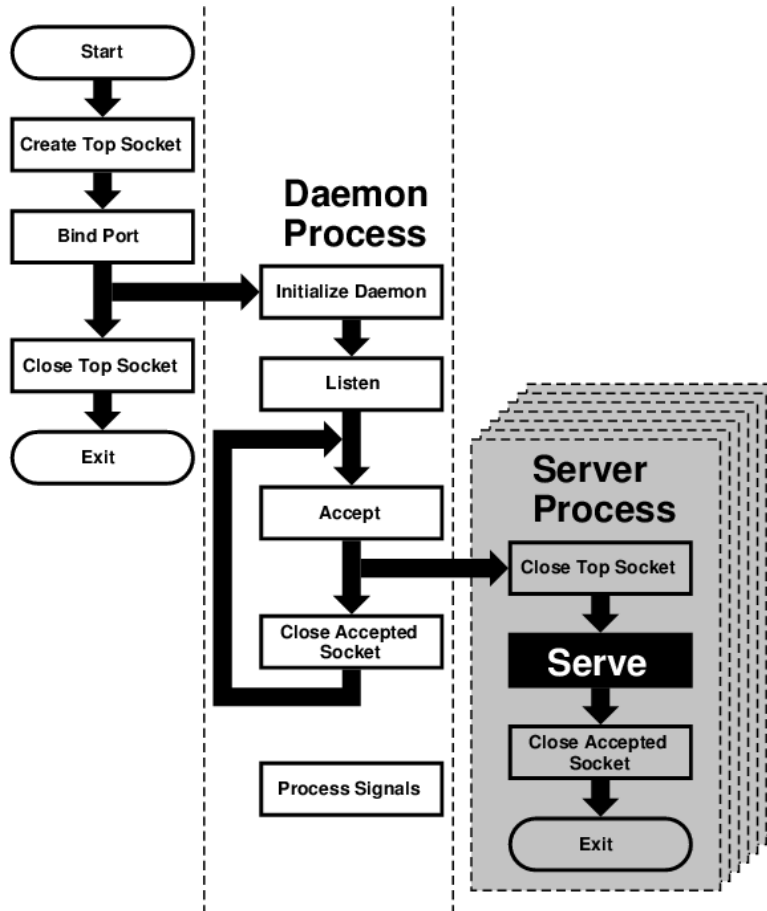 Start
Create Top Socket
Bind Port
Close Top Socket
Exit
Daemon
Process
Initialize Daemon
Listen
Accept
Close Accepted
Socket
Process Signals
Server
Process
Close Top Socket
Serve
Close Accepted
Socket
Exit